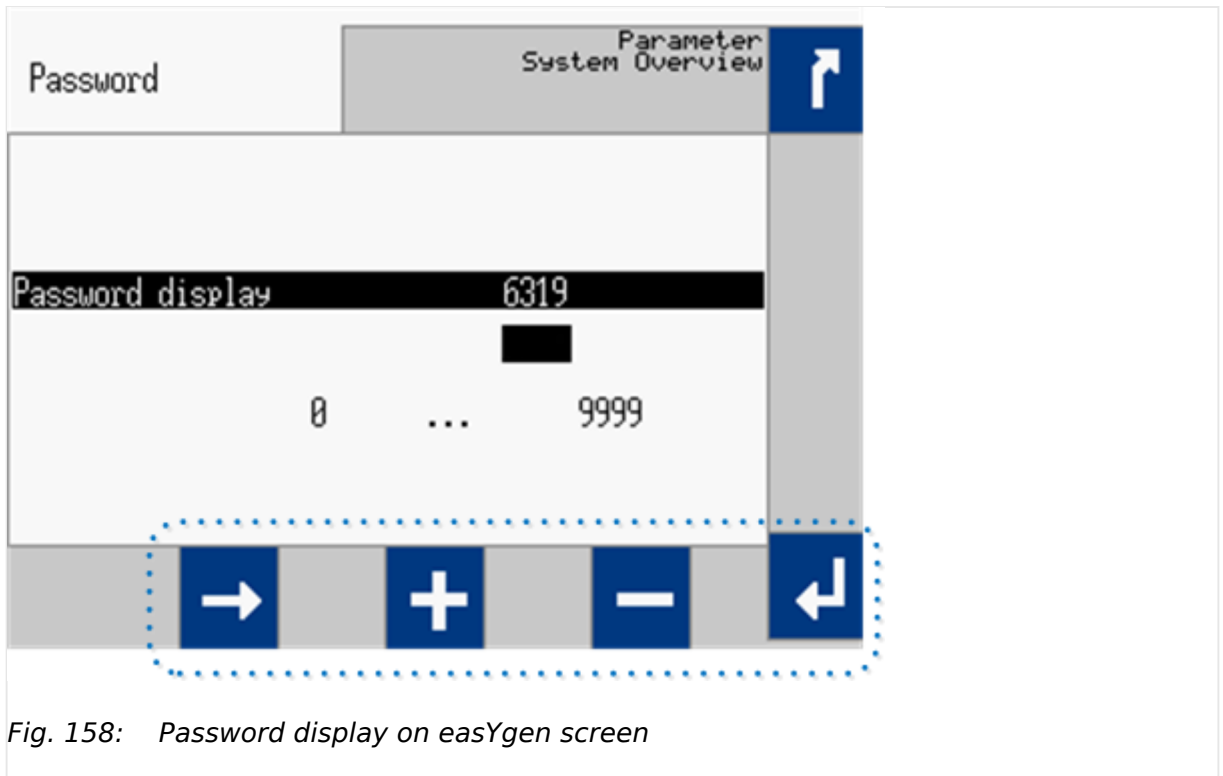 Parameter
Password
System Overview
Password display 6319
0 ... 9999
Fig. 158: Password display on easYgen screen